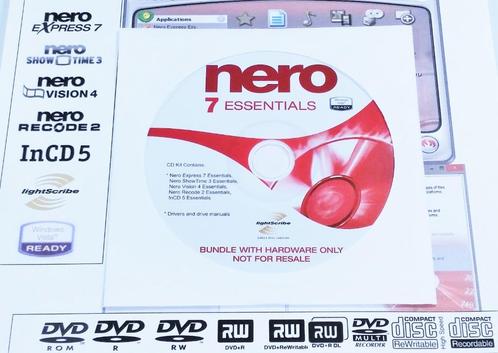 nero
EXPRESS 7
nero
SHOWTIME 3
nero
VISION 4
nero
RECODE 2
InCD 5
lightScribe
Windows Vista
READY
Applications
nero
7 ESSENTIALS
READY
CD Kit Contains:
* Nero Express 7 Essentials,
Nero ShowTime 3 Essentials,
Nero Vision 4 Essentials,
Nero Recode 2 Essentials,
InCD 5 Essentials
* Drivers and drive manuals
lightScribe
BUNDLE WITH HARDWARE ONLY
NOT FOR RESALE
DVD
ROM
DVD
R
DVD
RW
RW
DVD+R
RW
DVD+ReWritable
RW
DVD+R DL
DVD
MULTI
RECORDER
COMPACT
disc
ReWritable
High Speed
COMPACT
disc
Recordable